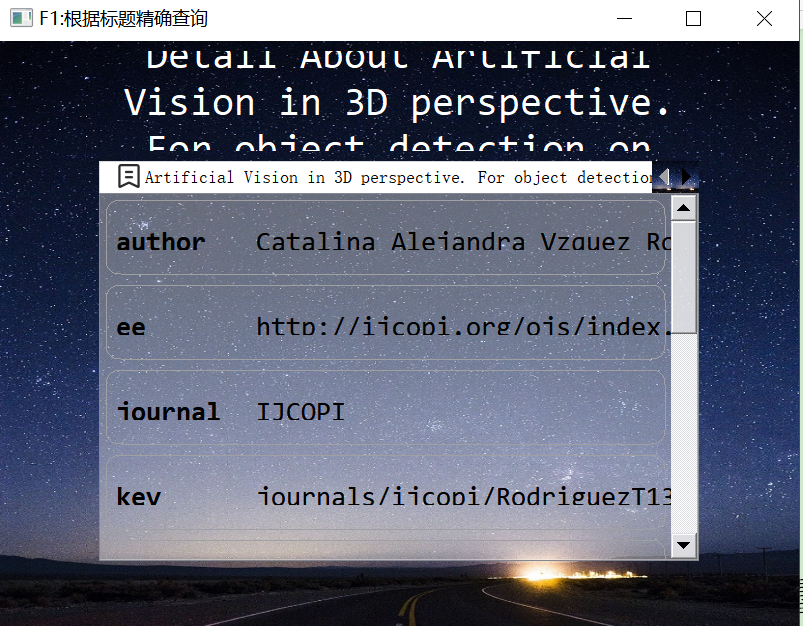 F1:根据标题精确查询
Detail About Artificial
Vision in 3D perspective.
For object detection on
Artificial Vision in 3D perspective. For object detection
author Catalina Alejandra Vzquez Ro
ee http://ijcopi.org/ojs/index.
journal IJCOPI
key journals/ijcopi/RodriguezT13